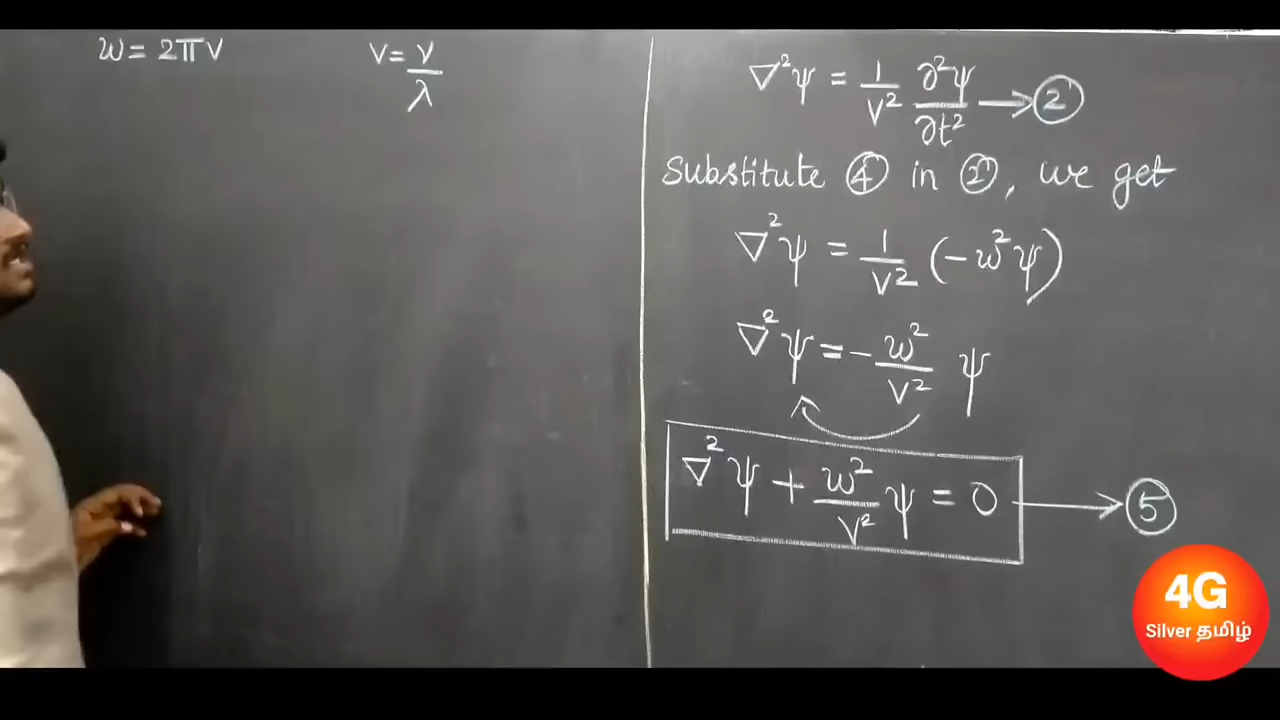 ω = 2πν
ν = v/λ
∇²ψ = 1/v² ∂²ψ/∂t² → ②
Substitute ④ in ②, we get
∇²ψ = 1/v² (-ω²ψ)
∇²ψ = - ω²/v² ψ
∇²ψ + ω²/v² ψ = 0 → ⑤
4G
Silver தமிழ்